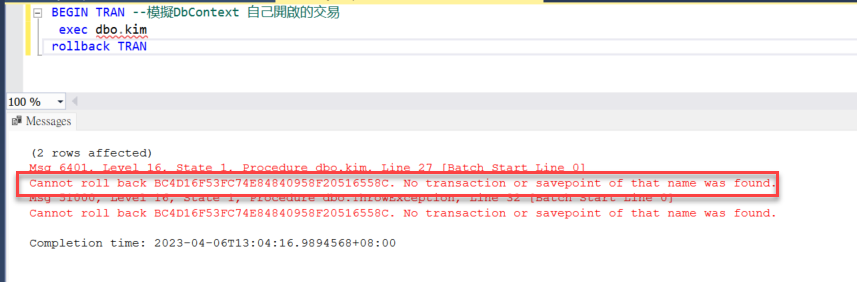 BEGIN TRAN --模擬DbContext 自己開啟的交易
exec dbo.kim
rollback TRAN
100 %
Messages
(2 rows affected)
Msg 6401, Level 16, State 1, Procedure dbo.kim, Line 27 [Batch Start Line 0]
Cannot roll back BC4D16F53FC74E84840958F20516558C. No transaction or savepoint of that name was found.
Msg 51000, Level 16, State 1, Procedure dbo.ThrowException, Line 32 [Batch Start Line 0]
Cannot roll back BC4D16F53FC74E84840958F20516558C. No transaction or savepoint of that name was found.
Completion time: 2023-04-06T13:04:16.9894568+08:00